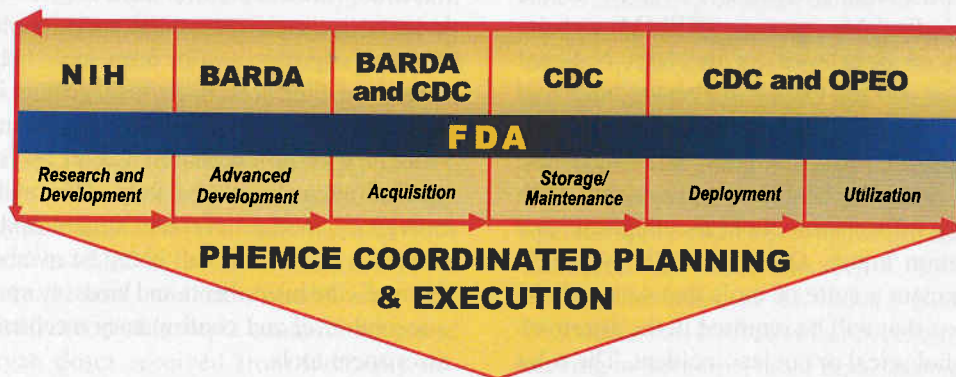 NIH
BARDA
BARDA
and CDC
CDC
CDC and OPEO
FDA
Research and
Development
Advanced
Development
Acquisition
Storage/
Maintenance
Deployment
Utilization
PHEMCE COORDINATED PLANNING
& EXECUTION